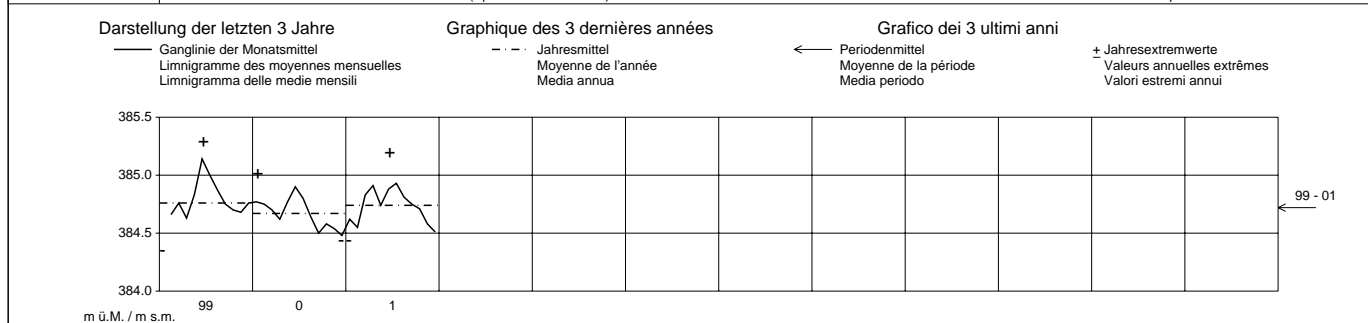 Darstellung der letzten 3 Jahre
Graphique des 3 dernières années
Grafico dei 3 ultimi anni
Ganglinie der Monatsmittel
Limnigramme des moyennes mensuelles
Limnigramma delle medie mensili
Jahresmittel
Moyenne de l'année
Media annua
Periodenmittel
Moyenne de la période
Media periodo
+ Jahresextremwerte
− Valeurs annuelles extrêmes
Valori estremi annui
385.5
385.0
384.5
384.0
99 - 01
99 0 1
m ü.M. / m s.m.